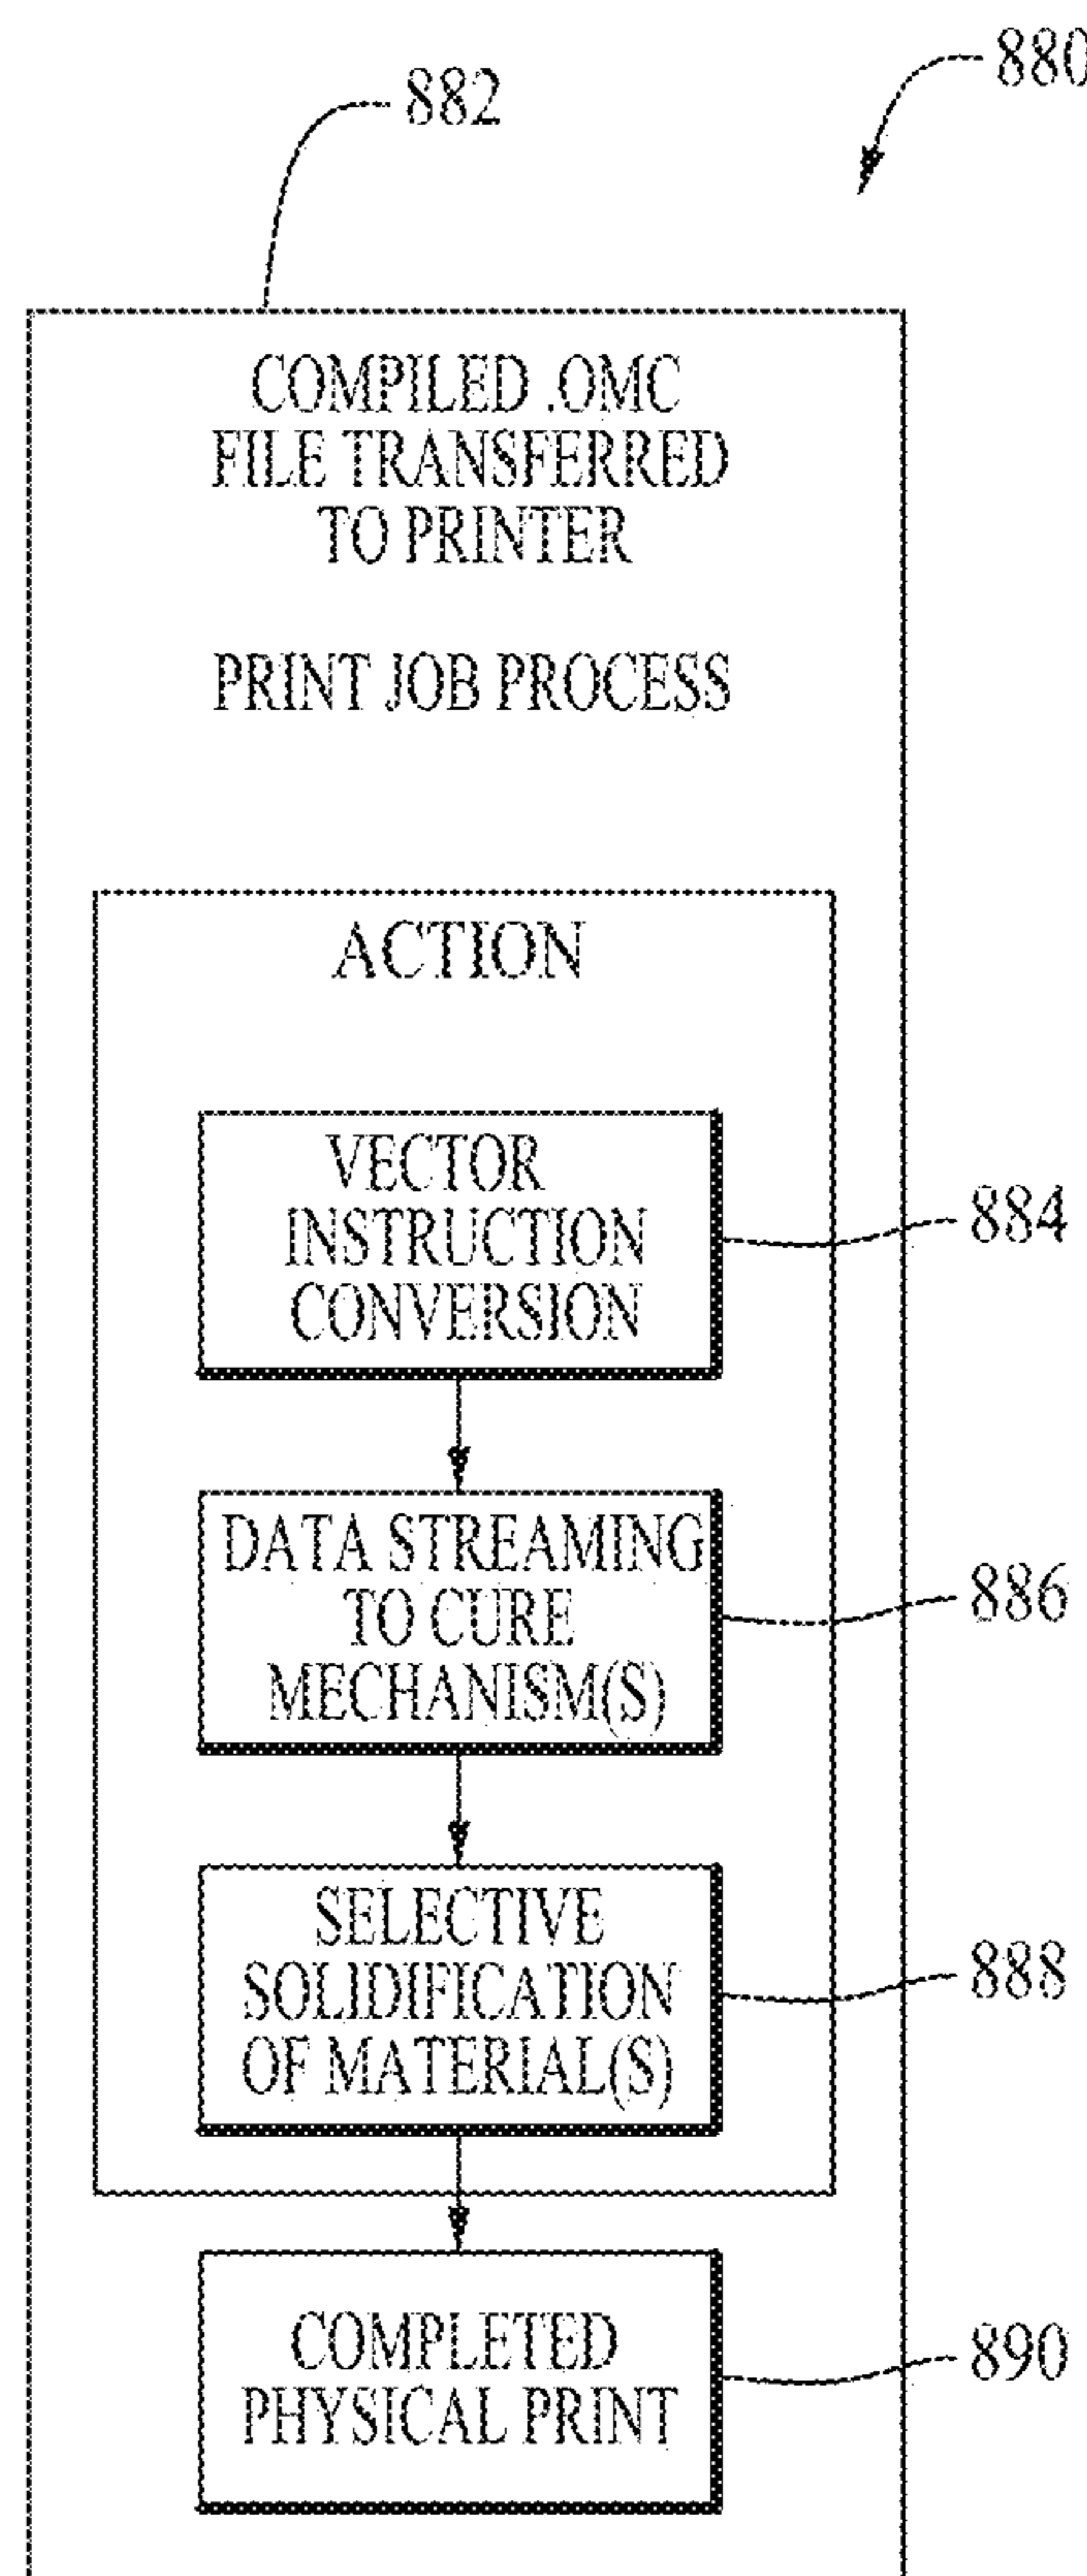 880
882
COMPILED .OMC
FILE TRANSFERRED
TO PRINTER
PRINT JOB PROCESS
ACTION
VECTOR
INSTRUCTION
CONVERSION
884
DATA STREAMING
TO CURE
MECHANISM(S)
886
SELECTIVE
SOLIDIFICATION
OF MATERIAL(S)
888
COMPLETED
PHYSICAL PRINT
890